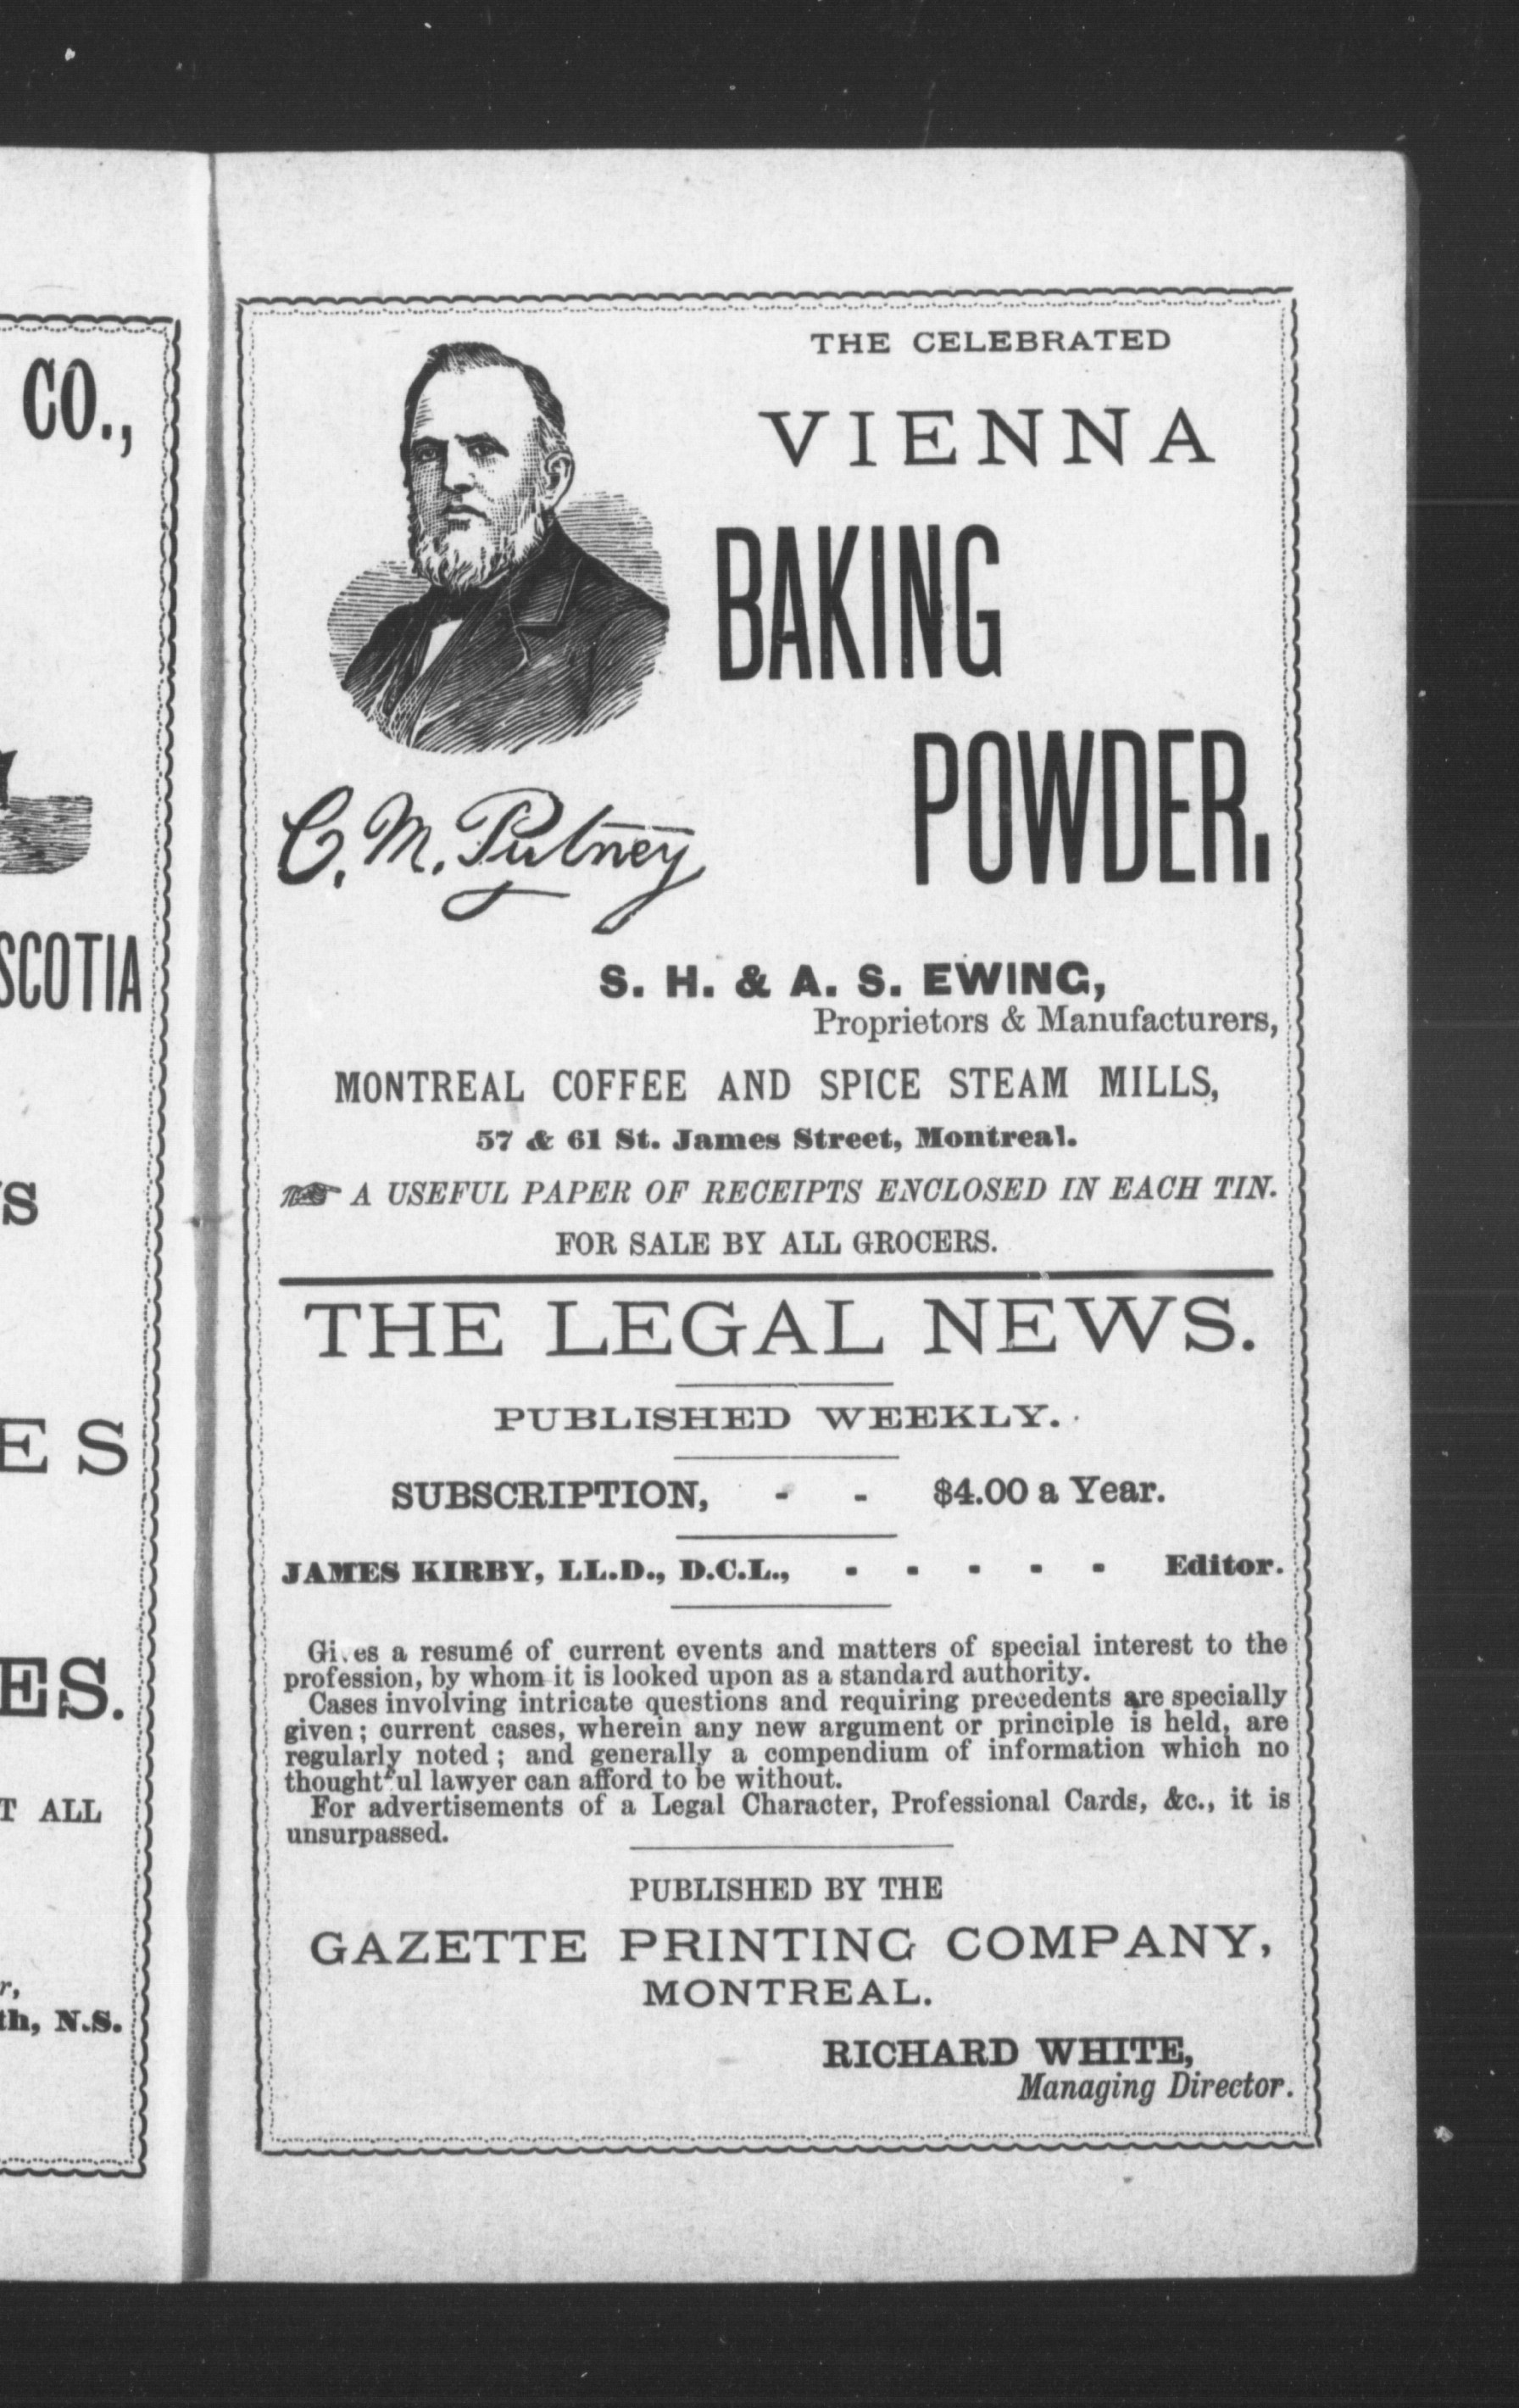 CO.,
SCOTIA
S
ES
ES.
T ALL
r,
th, N.S.
THE CELEBRATED
VIENNA
BAKING
POWDER.
C. M. Putney
S. H. & A. S. EWING,
Proprietors & Manufacturers,
MONTREAL COFFEE AND SPICE STEAM MILLS,
57 & 61 St. James Street, Montreal.
☞ A USEFUL PAPER OF RECEIPTS ENCLOSED IN EACH TIN.
FOR SALE BY ALL GROCERS.
THE LEGAL NEWS.
PUBLISHED WEEKLY.
SUBSCRIPTION, - - $4.00 a Year.
JAMES KIRBY, LL.D., D.C.L., - - - - - Editor.
Gives a resumé of current events and matters of special interest to the
profession, by whom it is looked upon as a standard authority.
Cases involving intricate questions and requiring precedents are specially
given; current cases, wherein any new argument or principle is held, are
regularly noted; and generally a compendium of information which no
thoughtful lawyer can afford to be without.
For advertisements of a Legal Character, Professional Cards, &c., it is
unsurpassed.
PUBLISHED BY THE
GAZETTE PRINTING COMPANY,
MONTREAL.
RICHARD WHITE,
Managing Director.